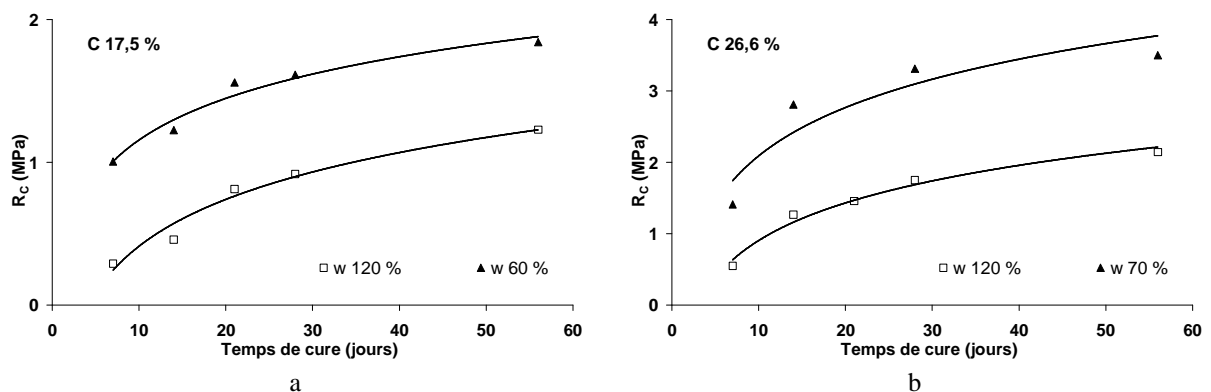 C 17,5 %
R_C (MPa)
2
1
0
0 10 20 30 40 50 60
w 120 % w 60 %
Temps de cure (jours)
a
C 26,6 %
R_C (MPa)
4
3
2
1
0
0 10 20 30 40 50 60
w 120 % w 70 %
Temps de cure (jours)
b